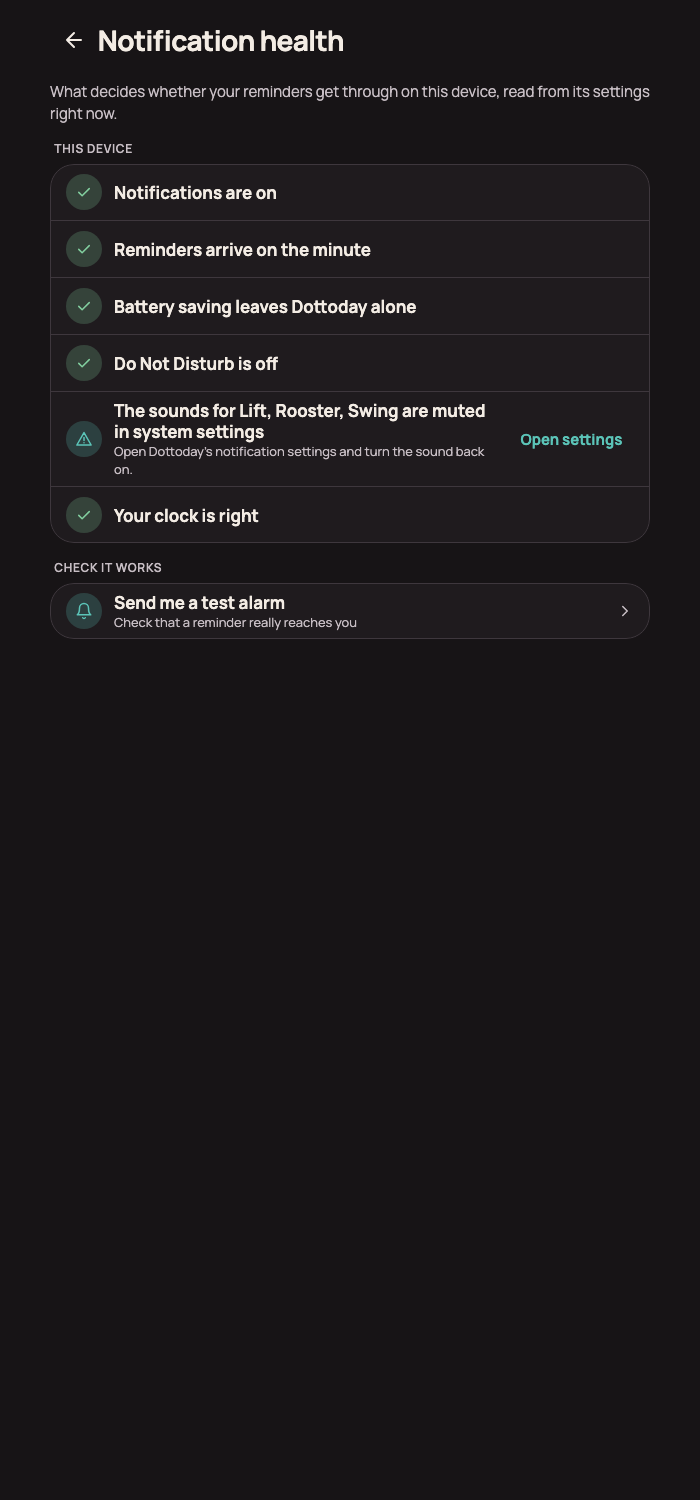 Notification health
What decides whether your reminders get through on this device, read from its settings
right now.
THIS DEVICE
Notifications are on
Reminders arrive on the minute
Battery saving leaves Dottoday alone
Do Not Disturb is off
The sounds for Lift, Rooster, Swing are muted
in system settings
Open Dottoday's notification settings and turn the sound back
on.
Open settings
Your clock is right
CHECK IT WORKS
Send me a test alarm
Check that a reminder really reaches you